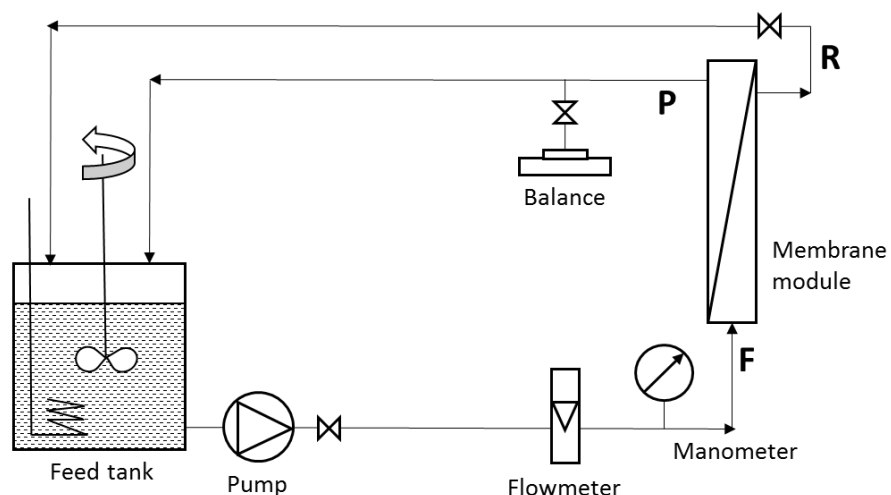 R
P
Balance
Membrane
module
F
Manometer
Feed tank
Pump
Flowmeter